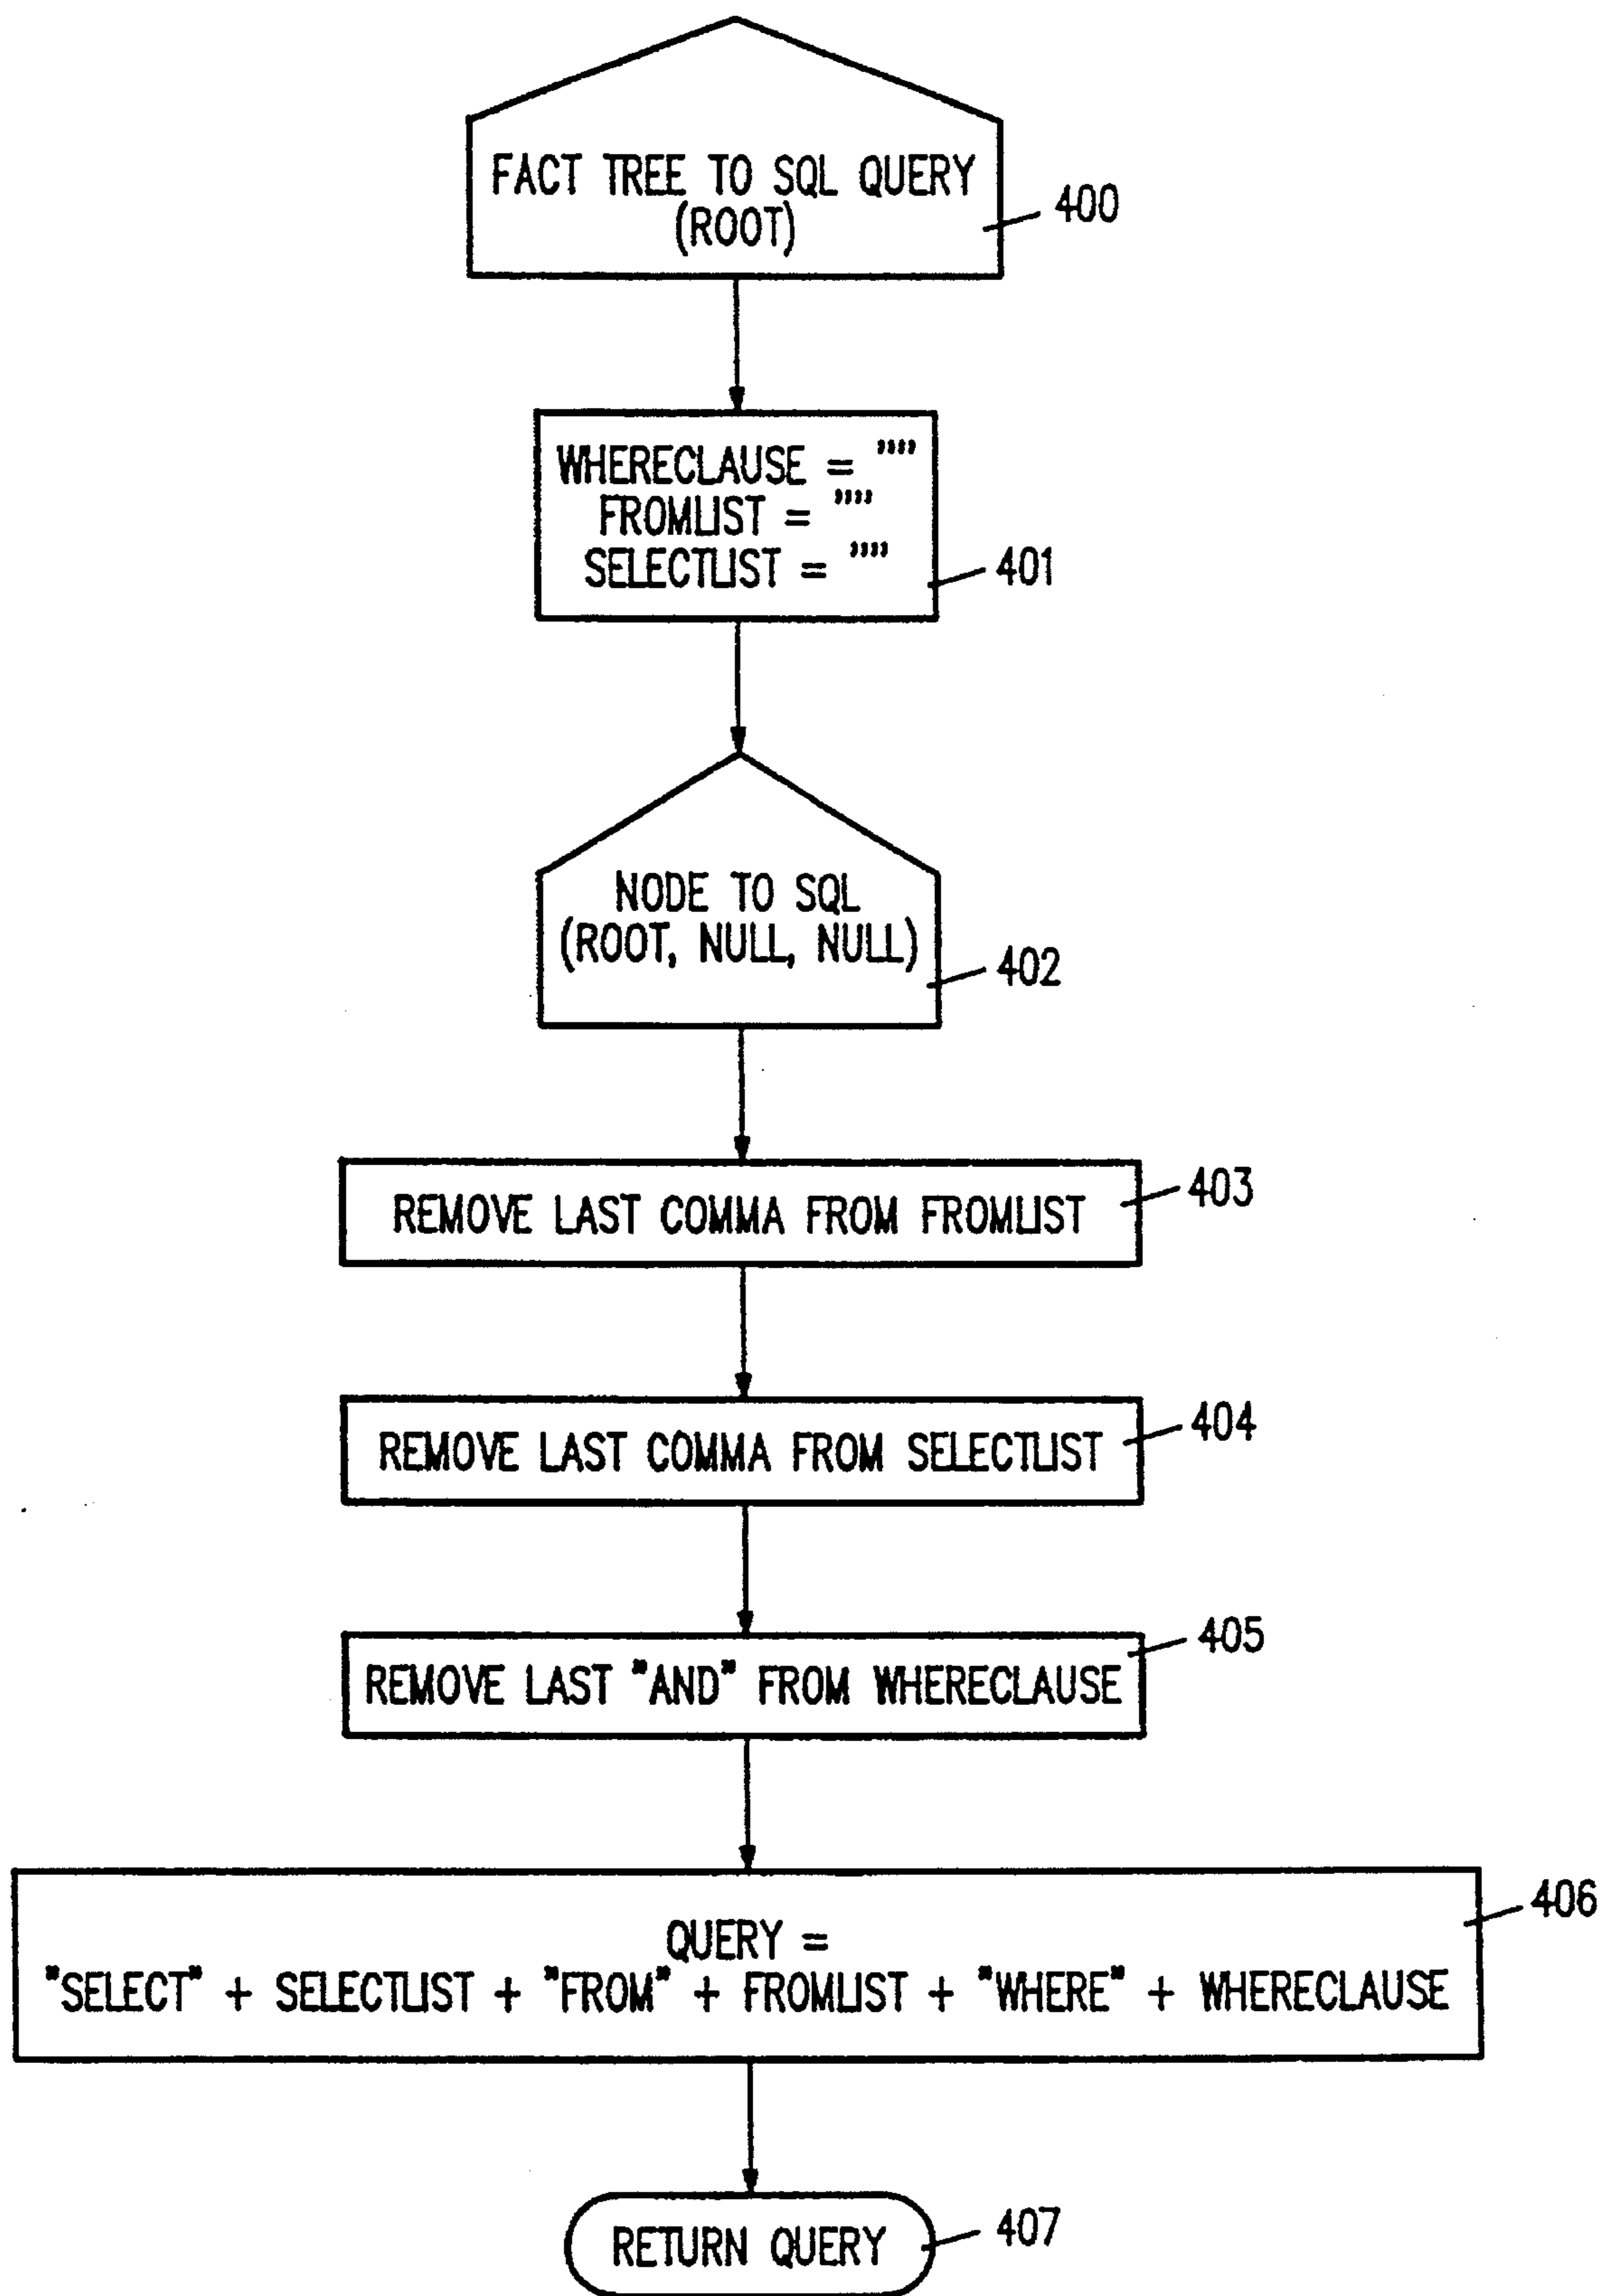 FACT TREE TO SQL QUERY
(ROOT)
400
WHERECLAUSE = """"
FROMLIST = """"
SELECTLIST = """"
401
NODE TO SQL
(ROOT, NULL, NULL)
402
REMOVE LAST COMMA FROM FROMLIST
403
REMOVE LAST COMMA FROM SELECTLIST
404
REMOVE LAST "AND" FROM WHERECLAUSE
405
QUERY =
"SELECT" + SELECTLIST + "FROM" + FROMLIST + "WHERE" + WHERECLAUSE
406
RETURN QUERY
407